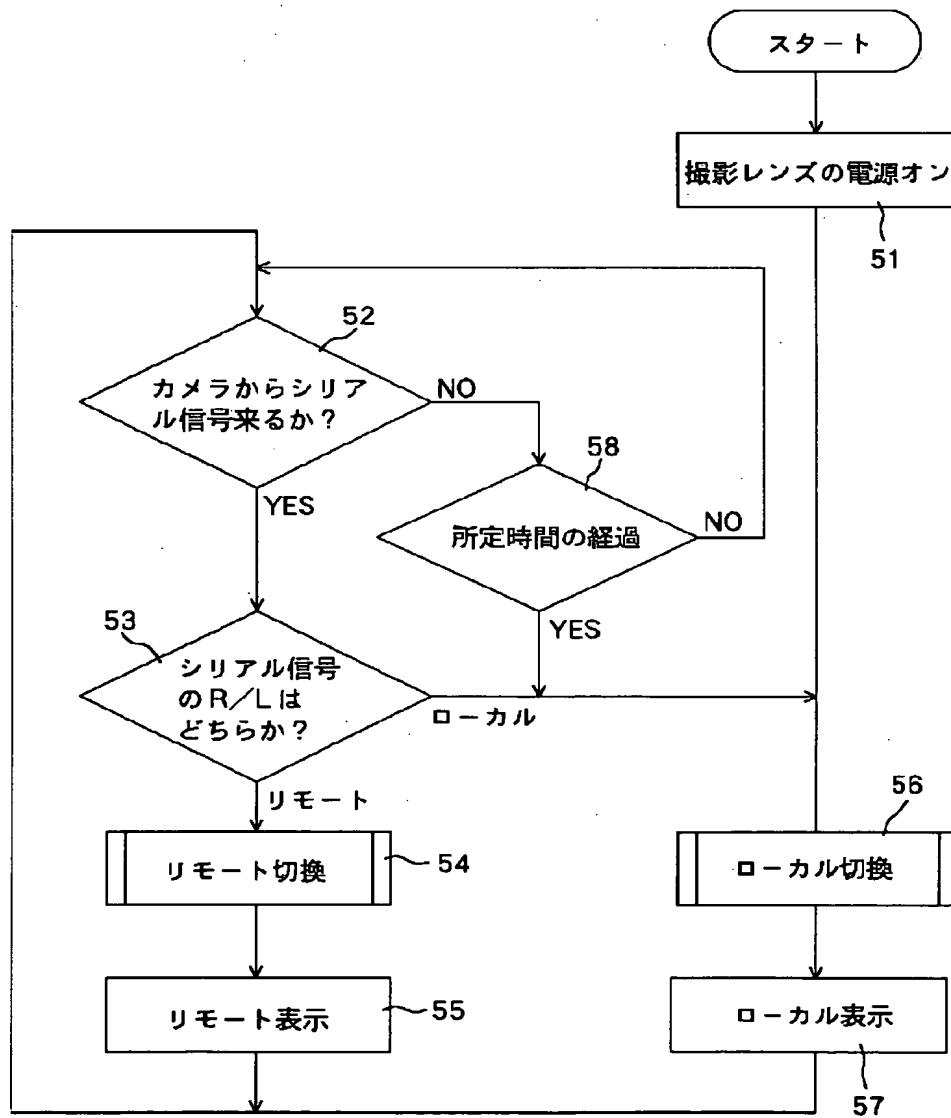 スタート
撮影レンズの電源オン
51
52
カメラからシリア
ル信号来るか？
NO
YES
58
所定時間の経過
NO
YES
53
シリアル信号
のR／Lは
どちらか？
ローカル
リモート
リモート切換
54
56
ローカル切換
リモート表示
55
ローカル表示
57